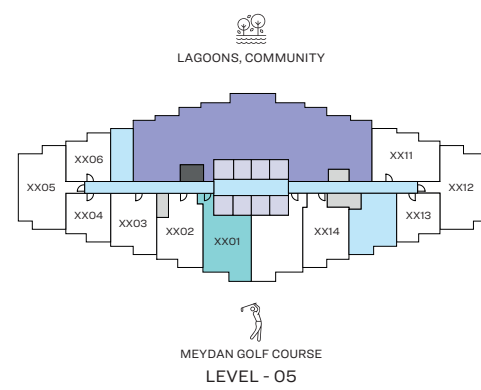 LAGOONS, COMMUNITY
XX06
XX11
XX05
XX12
XX04
XX03
XX02
XX01
XX14
XX13
MEYDAN GOLF COURSE
LEVEL - 05